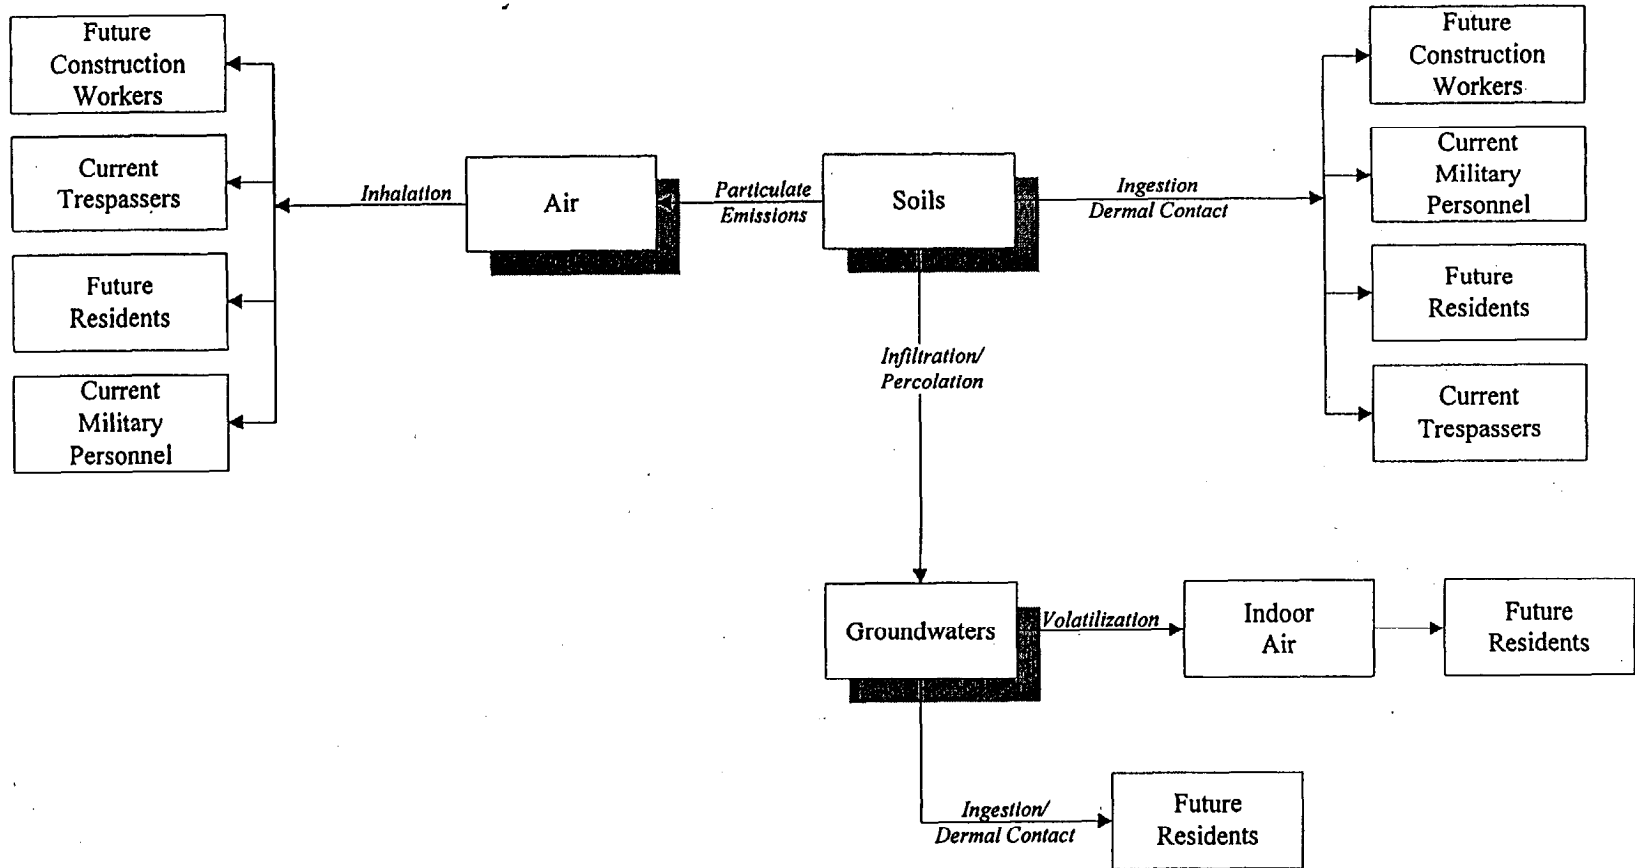 Future
Construction
Workers
Current
Trespassers
Future
Residents
Current
Military
Personnel
Inhalation
Air
Particulate
Emissions
Soils
Ingestion
Dermal Contact
Future
Construction
Workers
Current
Military
Personnel
Future
Residents
Current
Trespassers
Infiltration/
Percolation
Groundwaters
Volatilization
Indoor
Air
Future
Residents
Ingestion/
Dermal Contact
Future
Residents